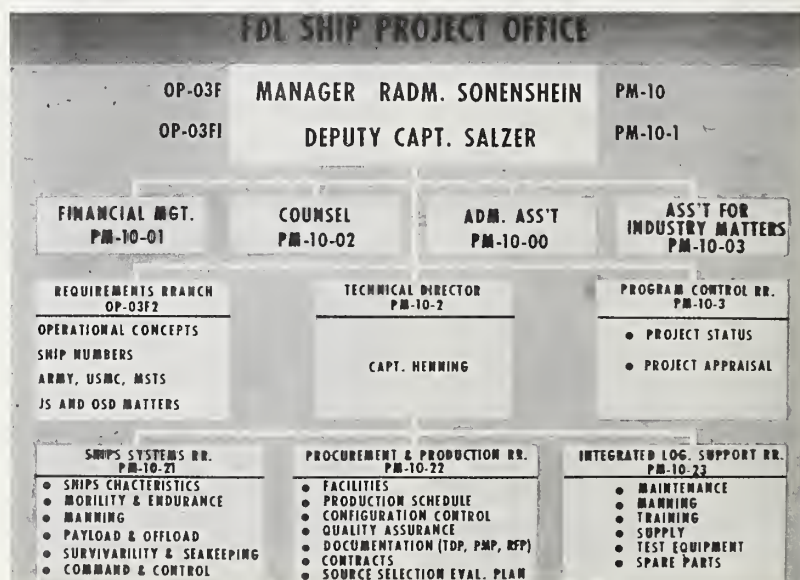 FDL SHIP PROJECT OFFICE
OP-03F MANAGER RADM. SONENSHEIN PM-10
OP-03FI DEPUTY CAPT. SALZER PM-10-1
FINANCIAL MGT.
PM-10-01
COUNSEL
PM-10-02
ADM. ASS'T
PM-10-00
ASS'T FOR
INDUSTRY MATTERS
PM-10-03
REQUIREMENTS BRANCH
OP-03F2
OPERATIONAL CONCEPTS
SHIP NUMBERS
ARMY, USMC, MSTS
JS AND OSD MATTERS
TECHNICAL DIRECTOR
PM-10-2
CAPT. HENNING
PROGRAM CONTROL BR.
PM-10-3
• PROJECT STATUS
• PROJECT APPRAISAL
SHIPS SYSTEMS BR.
PM-10-21
• SHIPS CHACTERISTICS
• MOBILITY & ENDURANCE
• MANNING
• PAYLOAD & OFFLOAD
• SURVIVABILITY & SEAKEEPING
• COMMAND & CONTROL
PROCUREMENT & PRODUCTION BR.
PM-10-22
• FACILITIES
• PRODUCTION SCHEDULE
• CONFIGURATION CONTROL
• QUALITY ASSURANCE
• DOCUMENTATION (TDP, PMP, RFP)
• CONTRACTS
• SOURCE SELECTION EVAL. PLAN
INTEGRATED LOG. SUPPORT BR.
PM-10-23
• MAINTENANCE
• MANNING
• TRAINING
• SUPPLY
• TEST EQUIPMENT
• SPARE PARTS